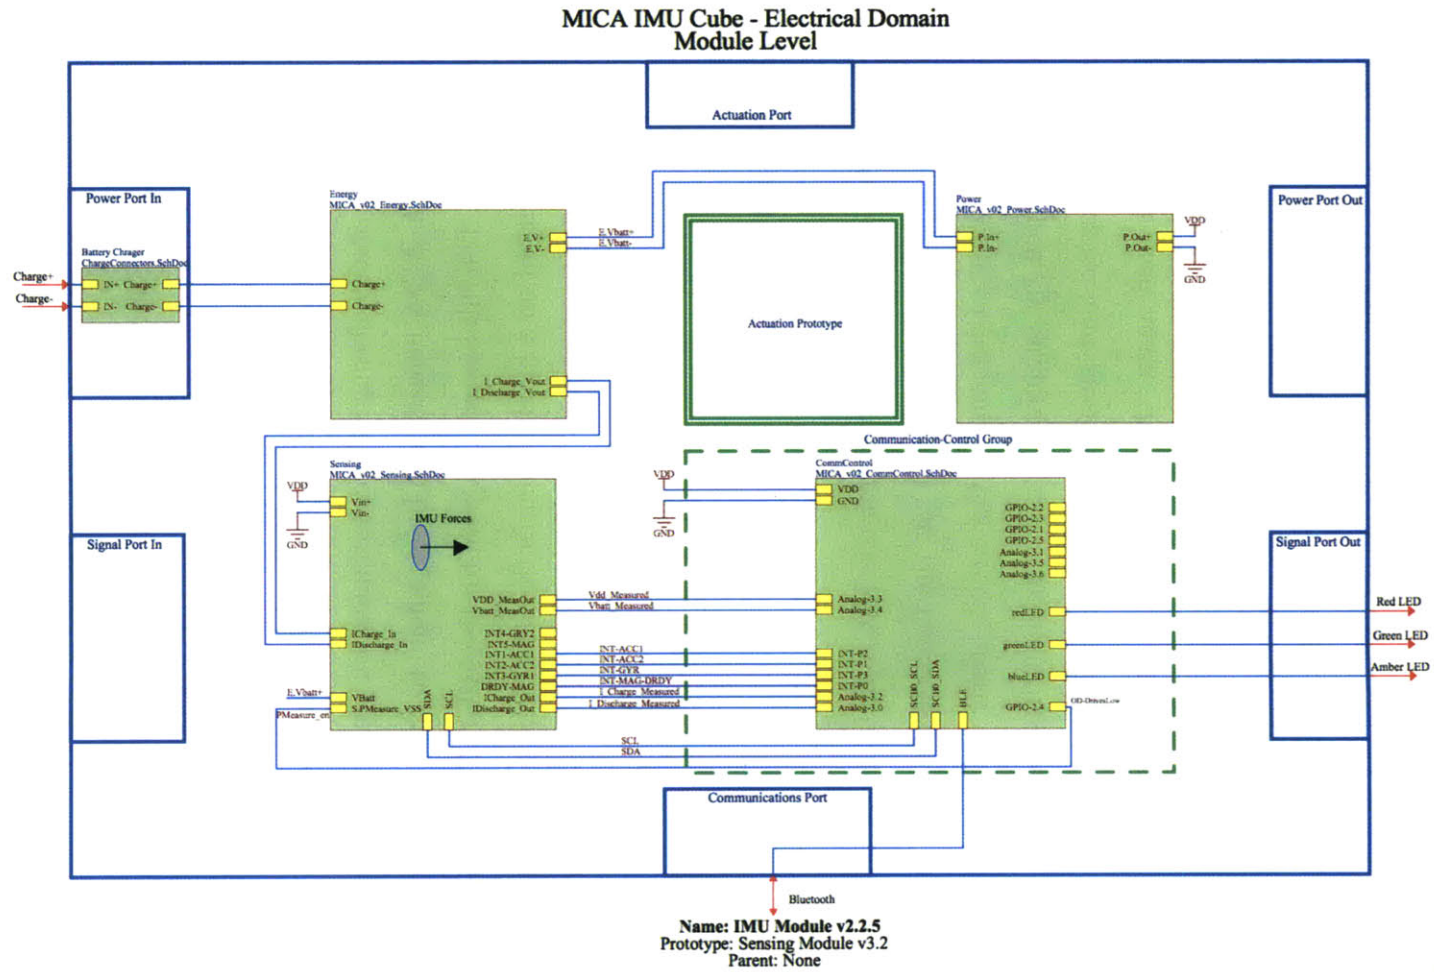 MICA IMU Cube - Electrical Domain
Module Level
Actuation Port
Power Port In
Battery Chrager
ChargeConnectors.SchDoc
Charge+
Charge-
IN+ Charge+
IN- Charge-
Energy
MICA_v02_Energy.SchDoc
E.V+
E.V-
Charge+
Charge-
I_Charge_Vout
I_Discharge_Vout
E.Vbatt+
E.Vbatt-
Actuation Prototype
Power
MICA_v02_Power.SchDoc
P.In+
P.In-
P.Out+
P.Out-
VDD
GND
Power Port Out
Communication-Control Group
Sensing
MICA_v02_Sensing.SchDoc
VDD
GND
Vin+
Vin-
IMU Forces
VDD_MeasOut
Vbatt_MeasOut
INT4-GRY2
INT5-MAG
INT1-ACC1
INT2-ACC2
INT3-GYR1
DRDY-MAG
ICharge_Out
IDischarge_Out
ICharge_In
IDischarge_In
E.Vbatt+
PMeasure_en
VBatt
S.PMeasure_VSS
SDA
SCL
Vdd_Measured
Vbatt_Measured
INT-ACC1
INT-ACC2
INT-GYR
INT-MAG-DRDY
I_Charge_Measured
I_Discharge_Measured
SCL
SDA
VDD
GND
CommControl
MICA_v02_CommControl.SchDoc
VDD
GND
Analog-3.3
Analog-3.4
INT-P2
INT-P1
INT-P3
INT-P0
Analog-3.2
Analog-3.0
GPIO-2.2
GPIO-2.3
GPIO-2.1
GPIO-2.5
Analog-3.1
Analog-3.5
Analog-3.6
redLED
greenLED
blueLED
GPIO-2.4
OD-DrivesLow
SCB0_SCL
SCB0_SDA
BLE
Signal Port In
Signal Port Out
Red LED
Green LED
Amber LED
Communications Port
Bluetooth
Name: IMU Module v2.2.5
Prototype: Sensing Module v3.2
Parent: None